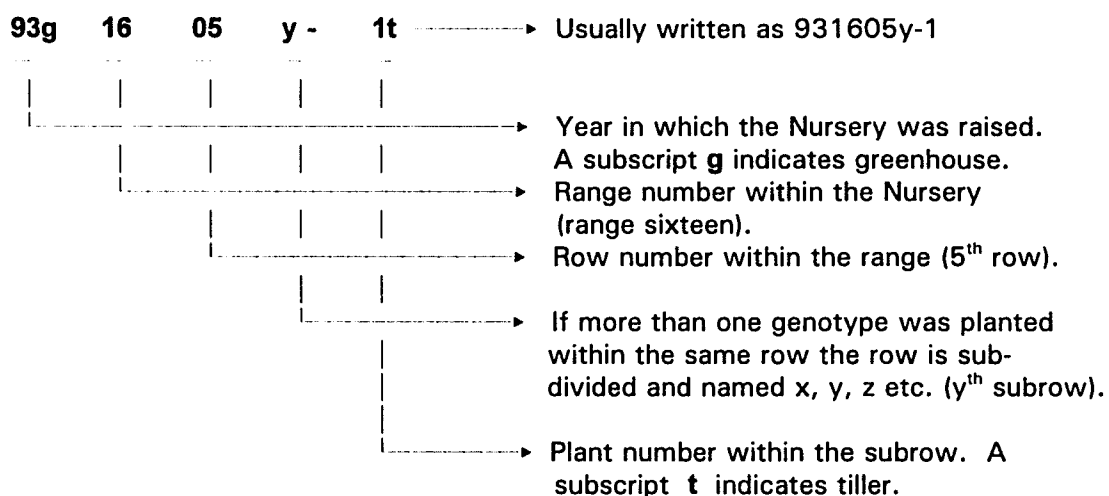 93g 16 05 y - 1t Usually written as 931605y-1
Year in which the Nursery was raised.
A subscript g indicates greenhouse.
Range number within the Nursery
(range sixteen).
Row number within the range (5th row).
If more than one genotype was planted
within the same row the row is sub-
divided and named x, y, z etc. (yth subrow).
Plant number within the subrow. A
subscript t indicates tiller.